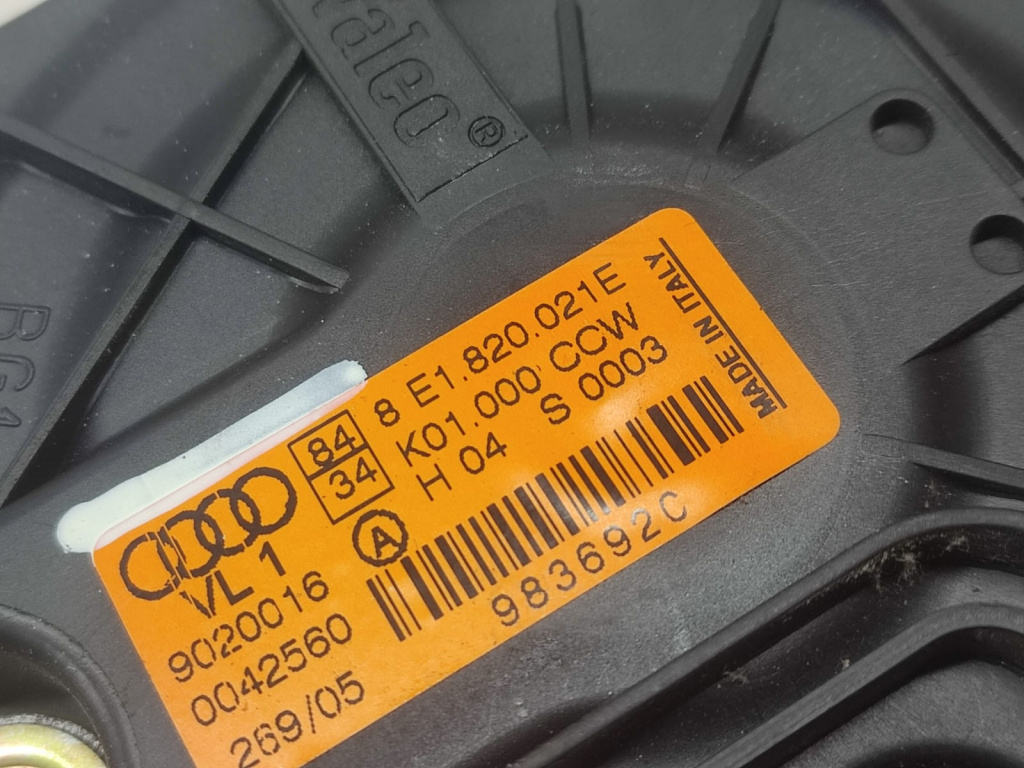 valeo®
BG1
8 E1.820.021E
K01.000 CCW
H 04 S 0003
MADE IN ITALY
84
34
A
983692C
VL 1
9020016
0042560
269/05